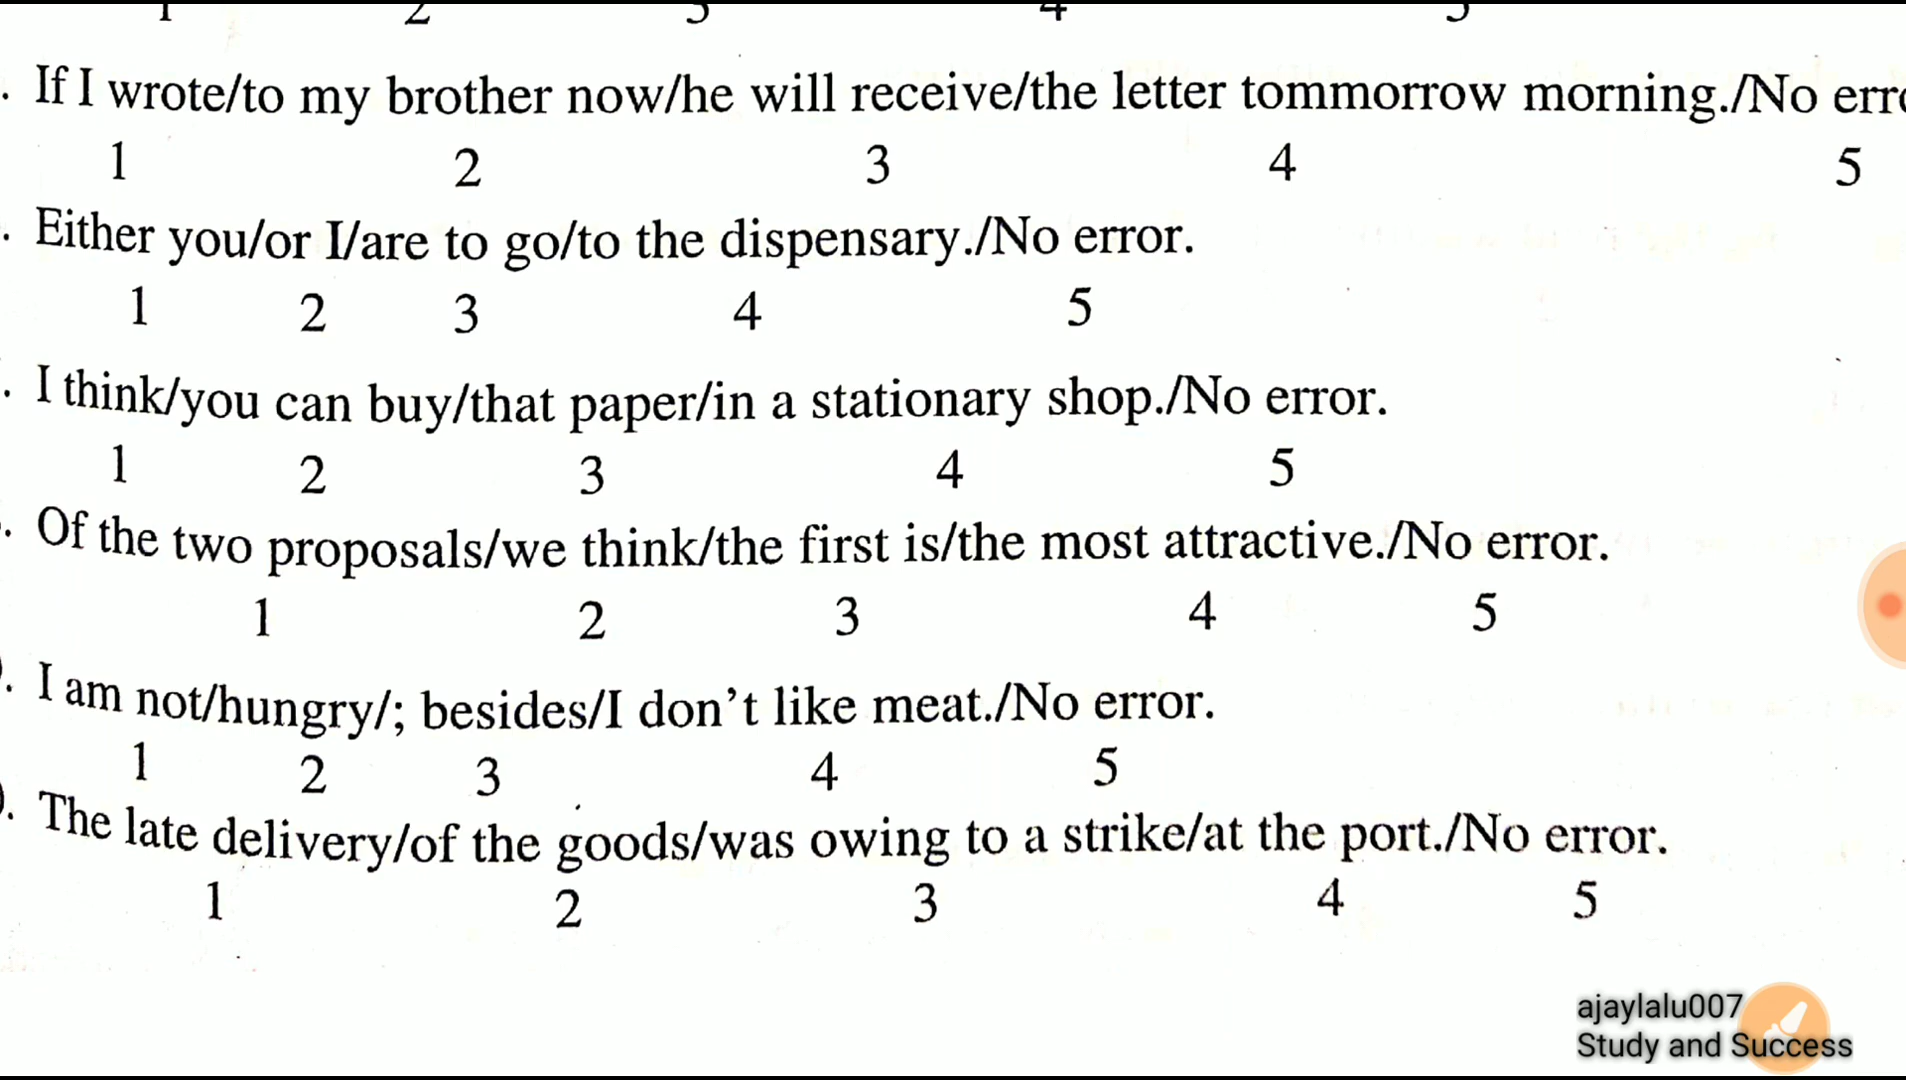 . If I wrote/to my brother now/he will receive/the letter tommorrow morning./No
1 2 3 4 5
. Either you/or I/are to go/to the dispensary./No error.
1 2 3 4 5
. I think/you can buy/that paper/in a stationary shop./No error.
1 2 3 4 5
. Of the two proposals/we think/the first is/the most attractive./No error.
1 2 3 4 5
. I am not/hungry/; besides/I don't like meat./No error.
1 2 3 4 5
. The late delivery/of the goods/was owing to a strike/at the port./No error.
1 2 3 4 5
ajaylalu007
Study and Success